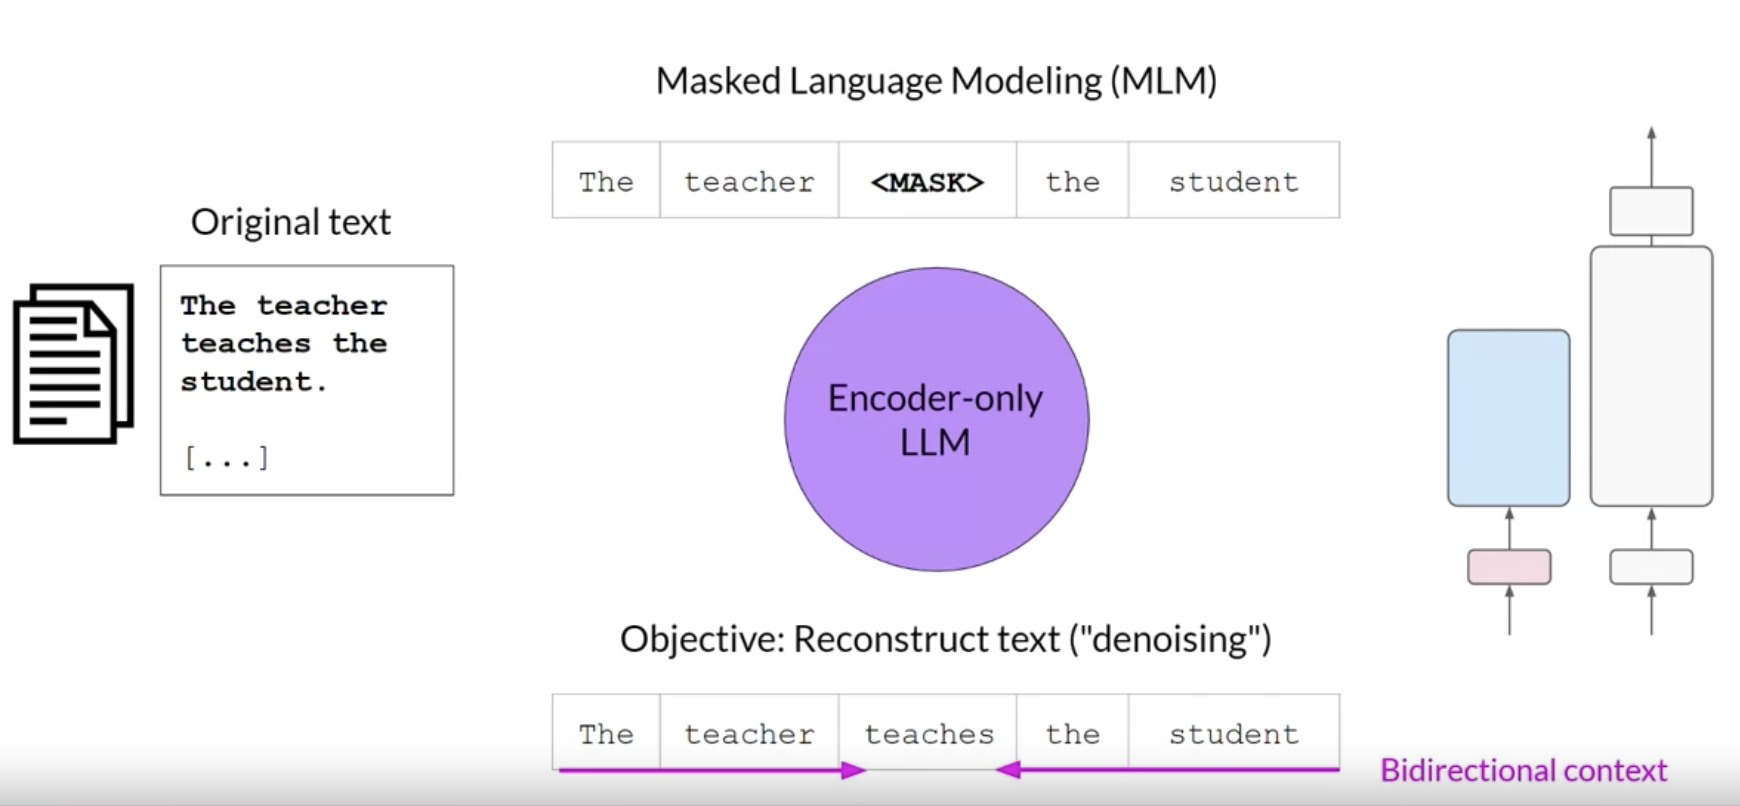 Masked Language Modeling (MLM)
The teacher <MASK> the student
Original text
The teacher
teaches the
student.
[...]
Encoder-only
LLM
Objective: Reconstruct text ("denoising")
The teacher teaches the student
Bidirectional context